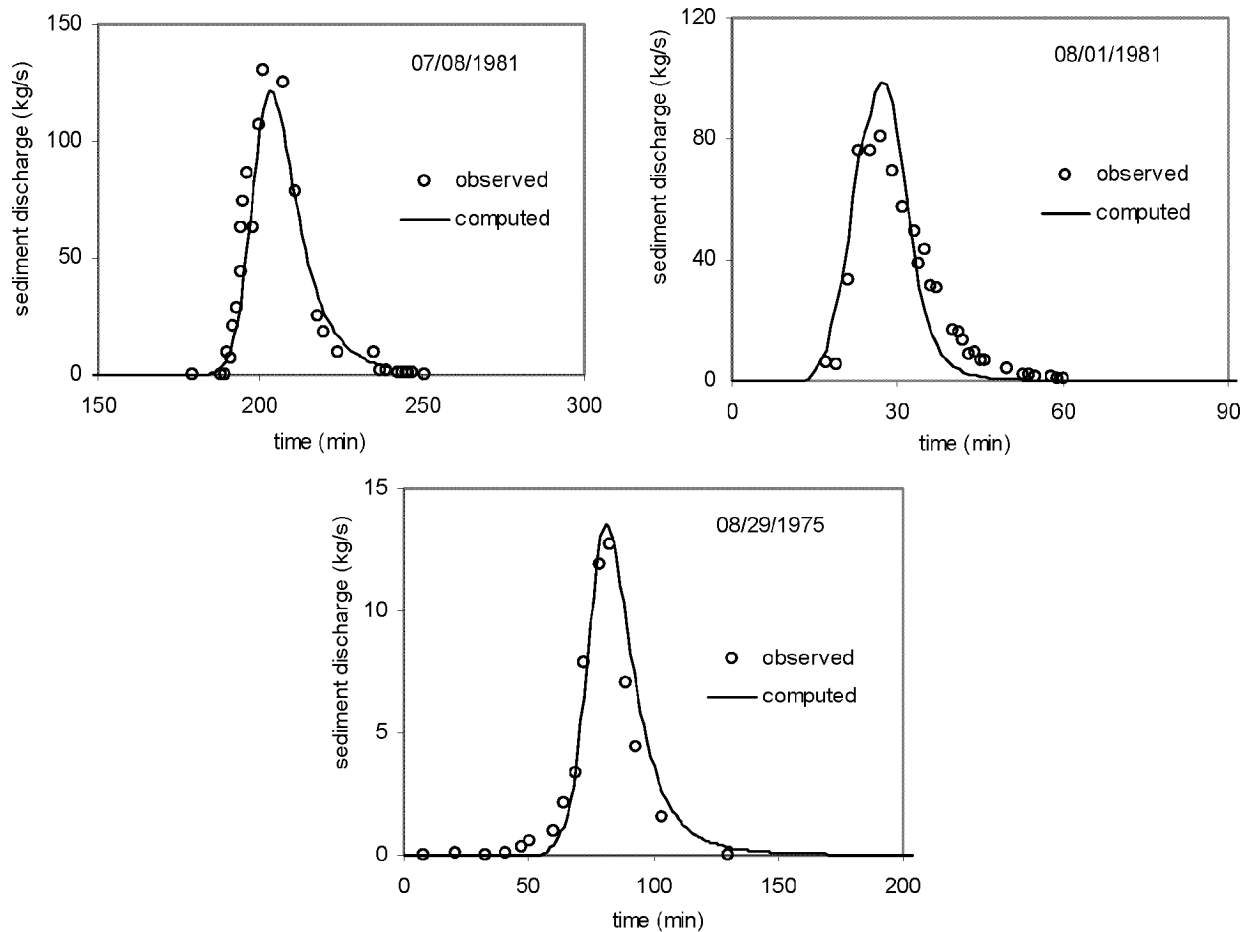 150
100
50
0
sediment discharge (kg/s)
07/08/1981
observed
computed
150
200
250
300
time (min)
120
80
40
0
sediment discharge (kg/s)
08/01/1981
observed
computed
0
30
60
90
time (min)
15
10
5
0
sediment discharge (kg/s)
08/29/1975
observed
computed
0
50
100
150
200
time (min)